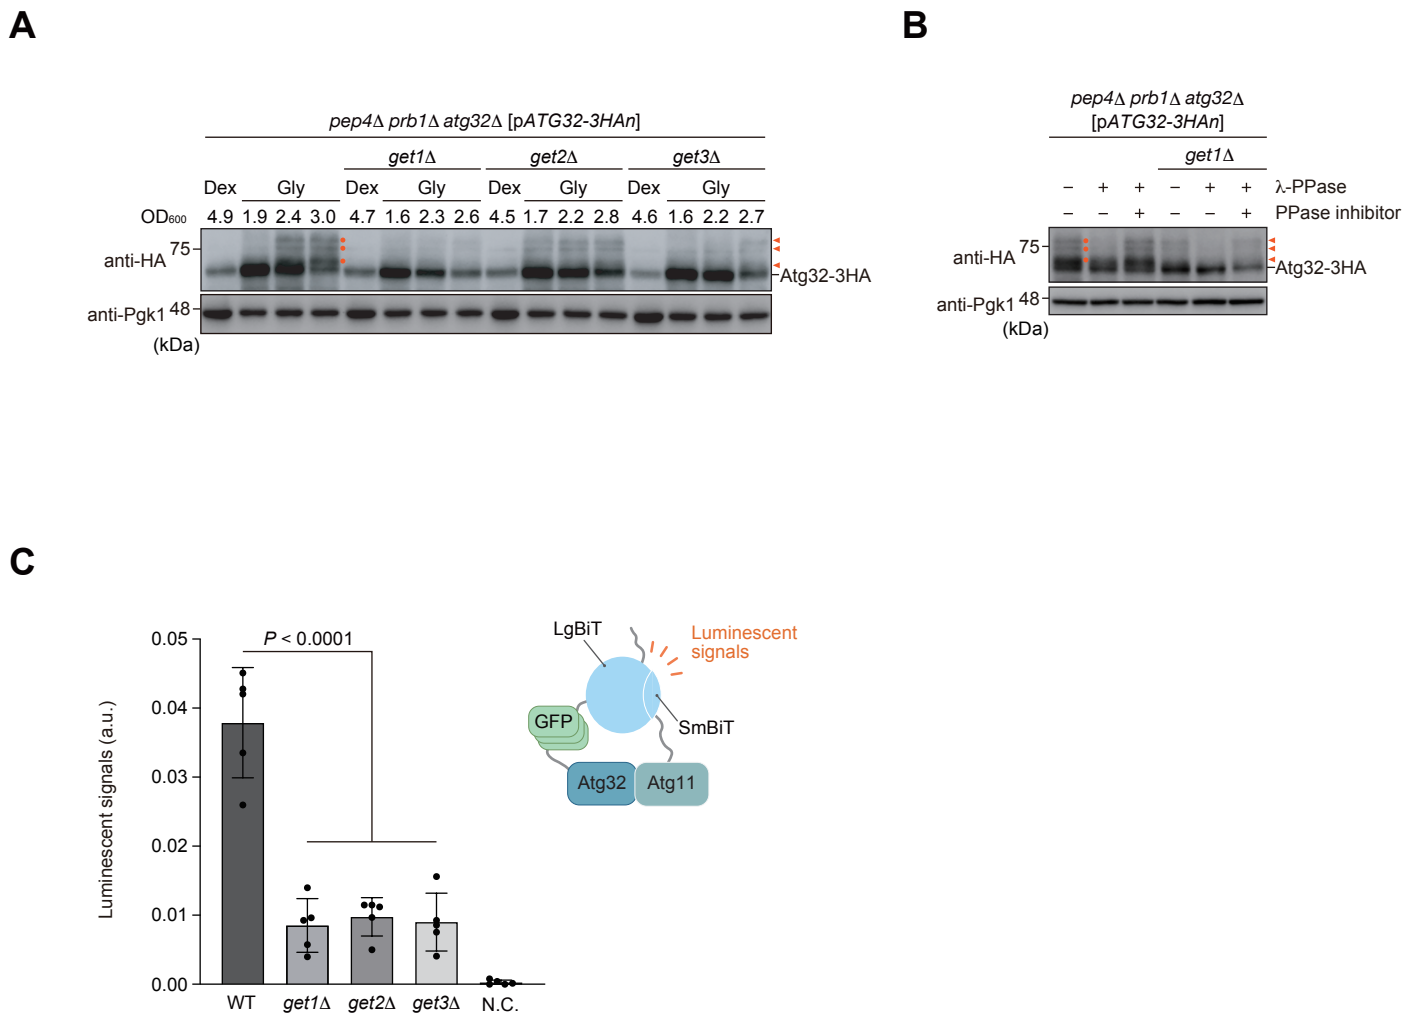 A
pep4Δ prb1Δ atg32Δ [pATG32-3HAn]
get1Δ get2Δ get3Δ
Dex Gly Dex Gly Dex Gly Dex Gly
OD600 4.9 1.9 2.4 3.0 4.7 1.6 2.3 2.6 4.5 1.7 2.2 2.8 4.6 1.6 2.2 2.7
75
anti-HA
Atg32-3HA
anti-Pgk1 48
(kDa)
B
pep4Δ prb1Δ atg32Δ
[pATG32-3HAn]
get1Δ
– + + – + + λ-PPase
– – + – – + PPase inhibitor
75
anti-HA
Atg32-3HA
anti-Pgk1 48
(kDa)
C
Luminescent signals (a.u.)
0.05
0.04
0.03
0.02
0.01
0.00
P < 0.0001
WT get1Δ get2Δ get3Δ N.C.
LgBiT
Luminescent
signals
GFP
SmBiT
Atg32 Atg11